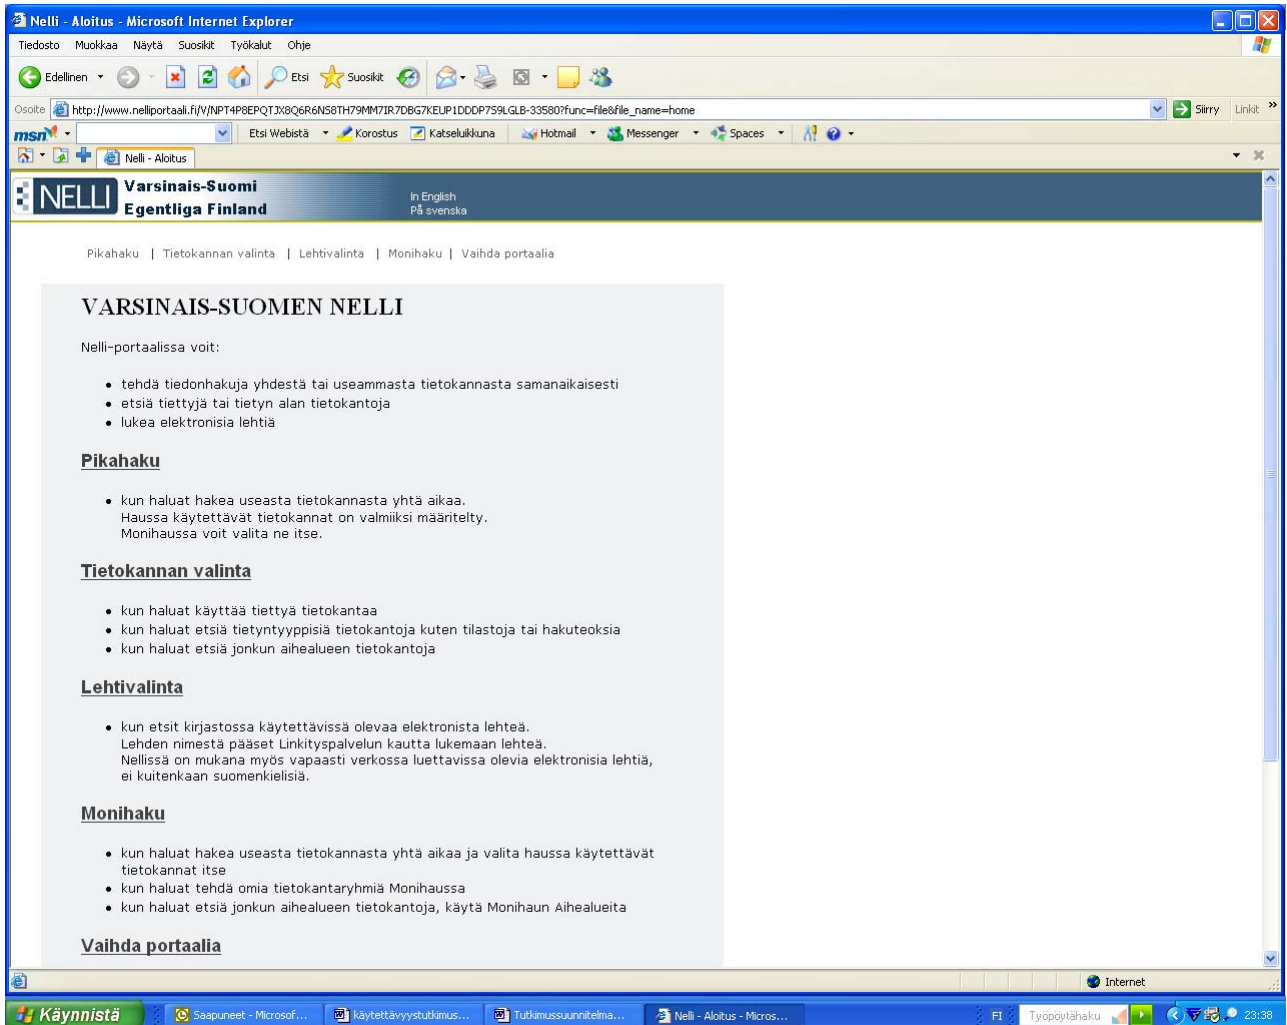 Nelli - Aloitus - Microsoft Internet Explorer
Tiedosto Muokkaa Näytä Suosikit Työkalut Ohje
Edellinen Etsi Suosikit
Osoite http://www.nelliportaali.fi/V/NPT4P8EPQTJX8Q6R6NS8TH79MM7IR7DBG7KEUP1DDDP7S9LGLB-33580?func=file&file_name=home Siirry Linkit
msn Etsi Webistä Korostus Katseluikkuna Hotmail Messenger Spaces
Nelli - Aloitus
NELLI Varsinais-Suomi
Egentliga Finland
In English
På svenska
Pikahaku | Tietokannan valinta | Lehtivalinta | Monihaku | Vaihda portaalia
VARSINAIS-SUOMEN NELLI
Nelli-portaalissa voit:
• tehdä tiedonhakuja yhdestä tai useammasta tietokannasta samanaikaisesti
• etsiä tiettyjä tai tietyn alan tietokantoja
• lukea elektronisia lehtiä
Pikahaku
• kun haluat hakea useasta tietokannasta yhtä aikaa.
Haussa käytettävät tietokannat on valmiiksi määritelty.
Monihaussa voit valita ne itse.
Tietokannan valinta
• kun haluat käyttää tiettyä tietokantaa
• kun haluat etsiä tietyntyyppisiä tietokantoja kuten tilastoja tai hakuteoksia
• kun haluat etsiä jonkun aihealueen tietokantoja
Lehtivalinta
• kun etsit kirjastossa käytettävissä olevaa elektronista lehteä.
Lehden nimestä pääset Linkityspalvelun kautta lukemaan lehteä.
Nellissä on mukana myös vapaasti verkossa luettavissa olevia elektronisia lehtiä,
ei kuitenkaan suomenkielisiä.
Monihaku
• kun haluat hakea useasta tietokannasta yhtä aikaa ja valita haussa käytettävät
tietokannat itse
• kun haluat tehdä omia tietokantaryhmiä Monihaussa
• kun haluat etsiä jonkun aihealueen tietokantoja, käytä Monihaun Aihealueita
Vaihda portaalia
Internet
Käynnistä Saapuneet - Microsof... käytettävyystutkimus... Tutkimussuunnitelma... Nelli - Aloitus - Micros... FI Työpöytähaku 23:38